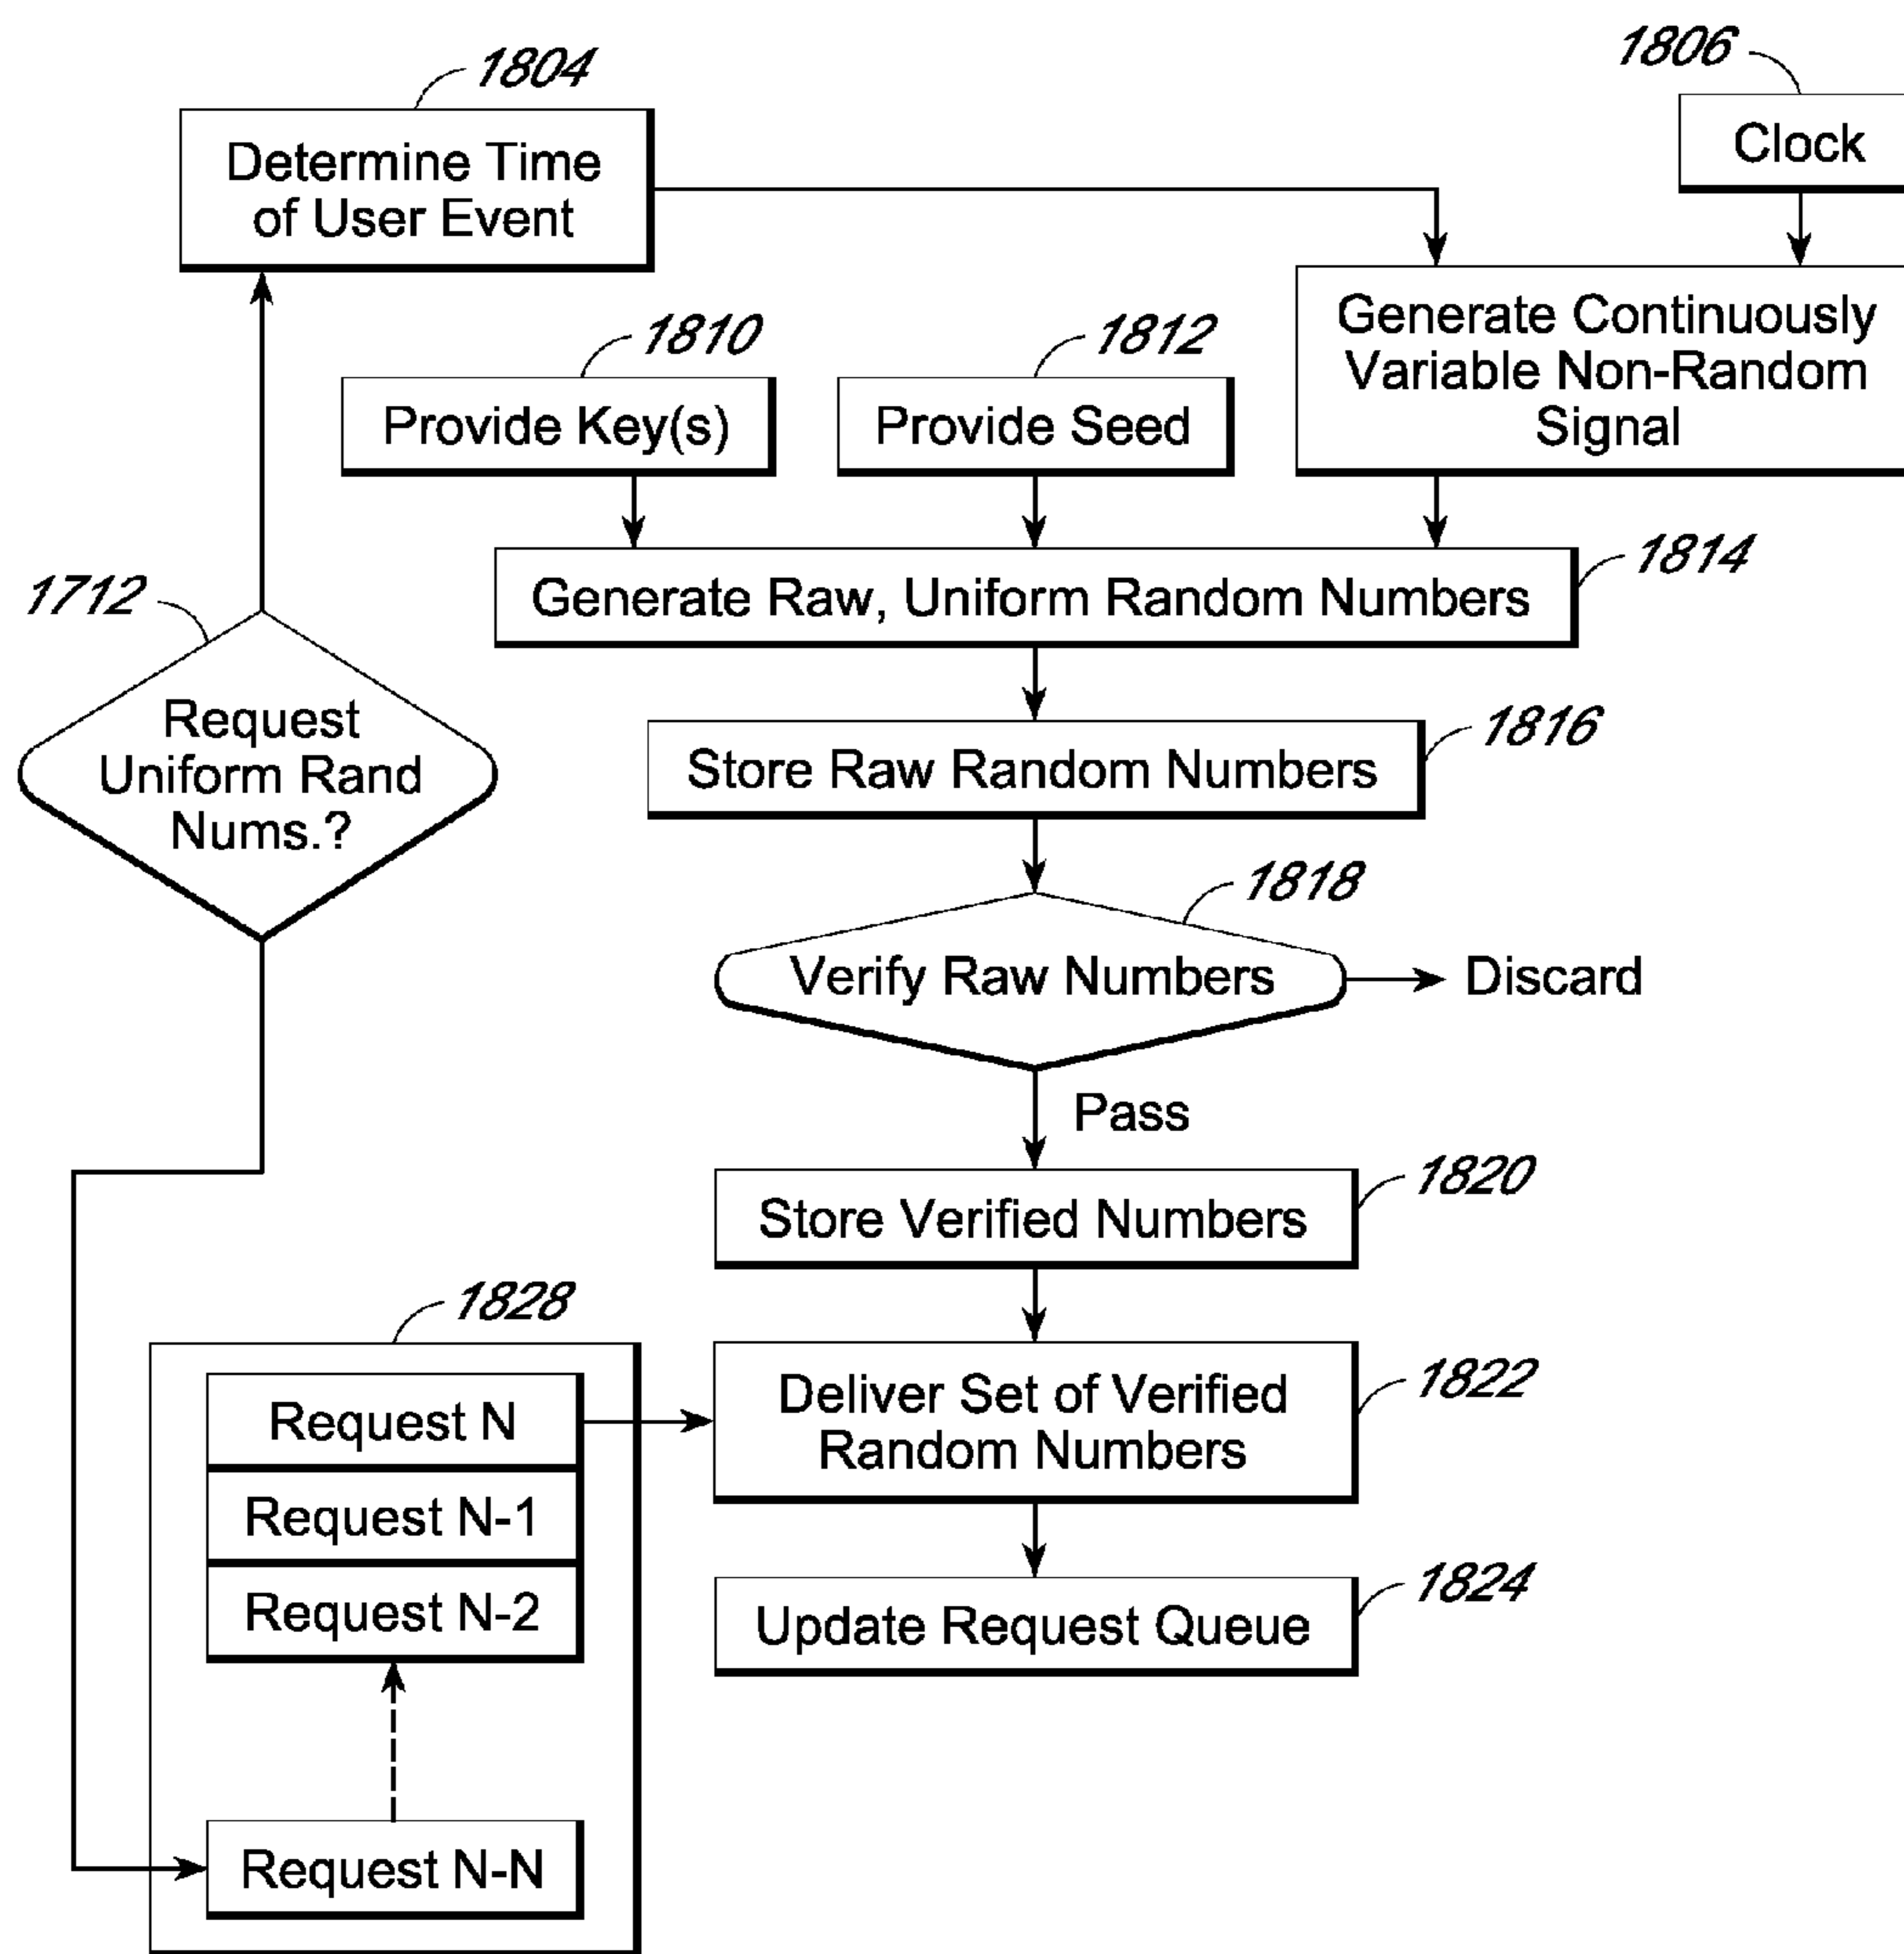 1804
1806
Determine Time
of User Event
Clock
Generate Continuously
Variable Non-Random
Signal
1810
1812
Provide Key(s)
Provide Seed
1814
Generate Raw, Uniform Random Numbers
1712
Request
Uniform Rand
Nums.?
1816
Store Raw Random Numbers
1818
Verify Raw Numbers
Discard
Pass
1820
Store Verified Numbers
1828
1822
Request N
Request N-1
Request N-2
Request N-N
Deliver Set of Verified
Random Numbers
1824
Update Request Queue